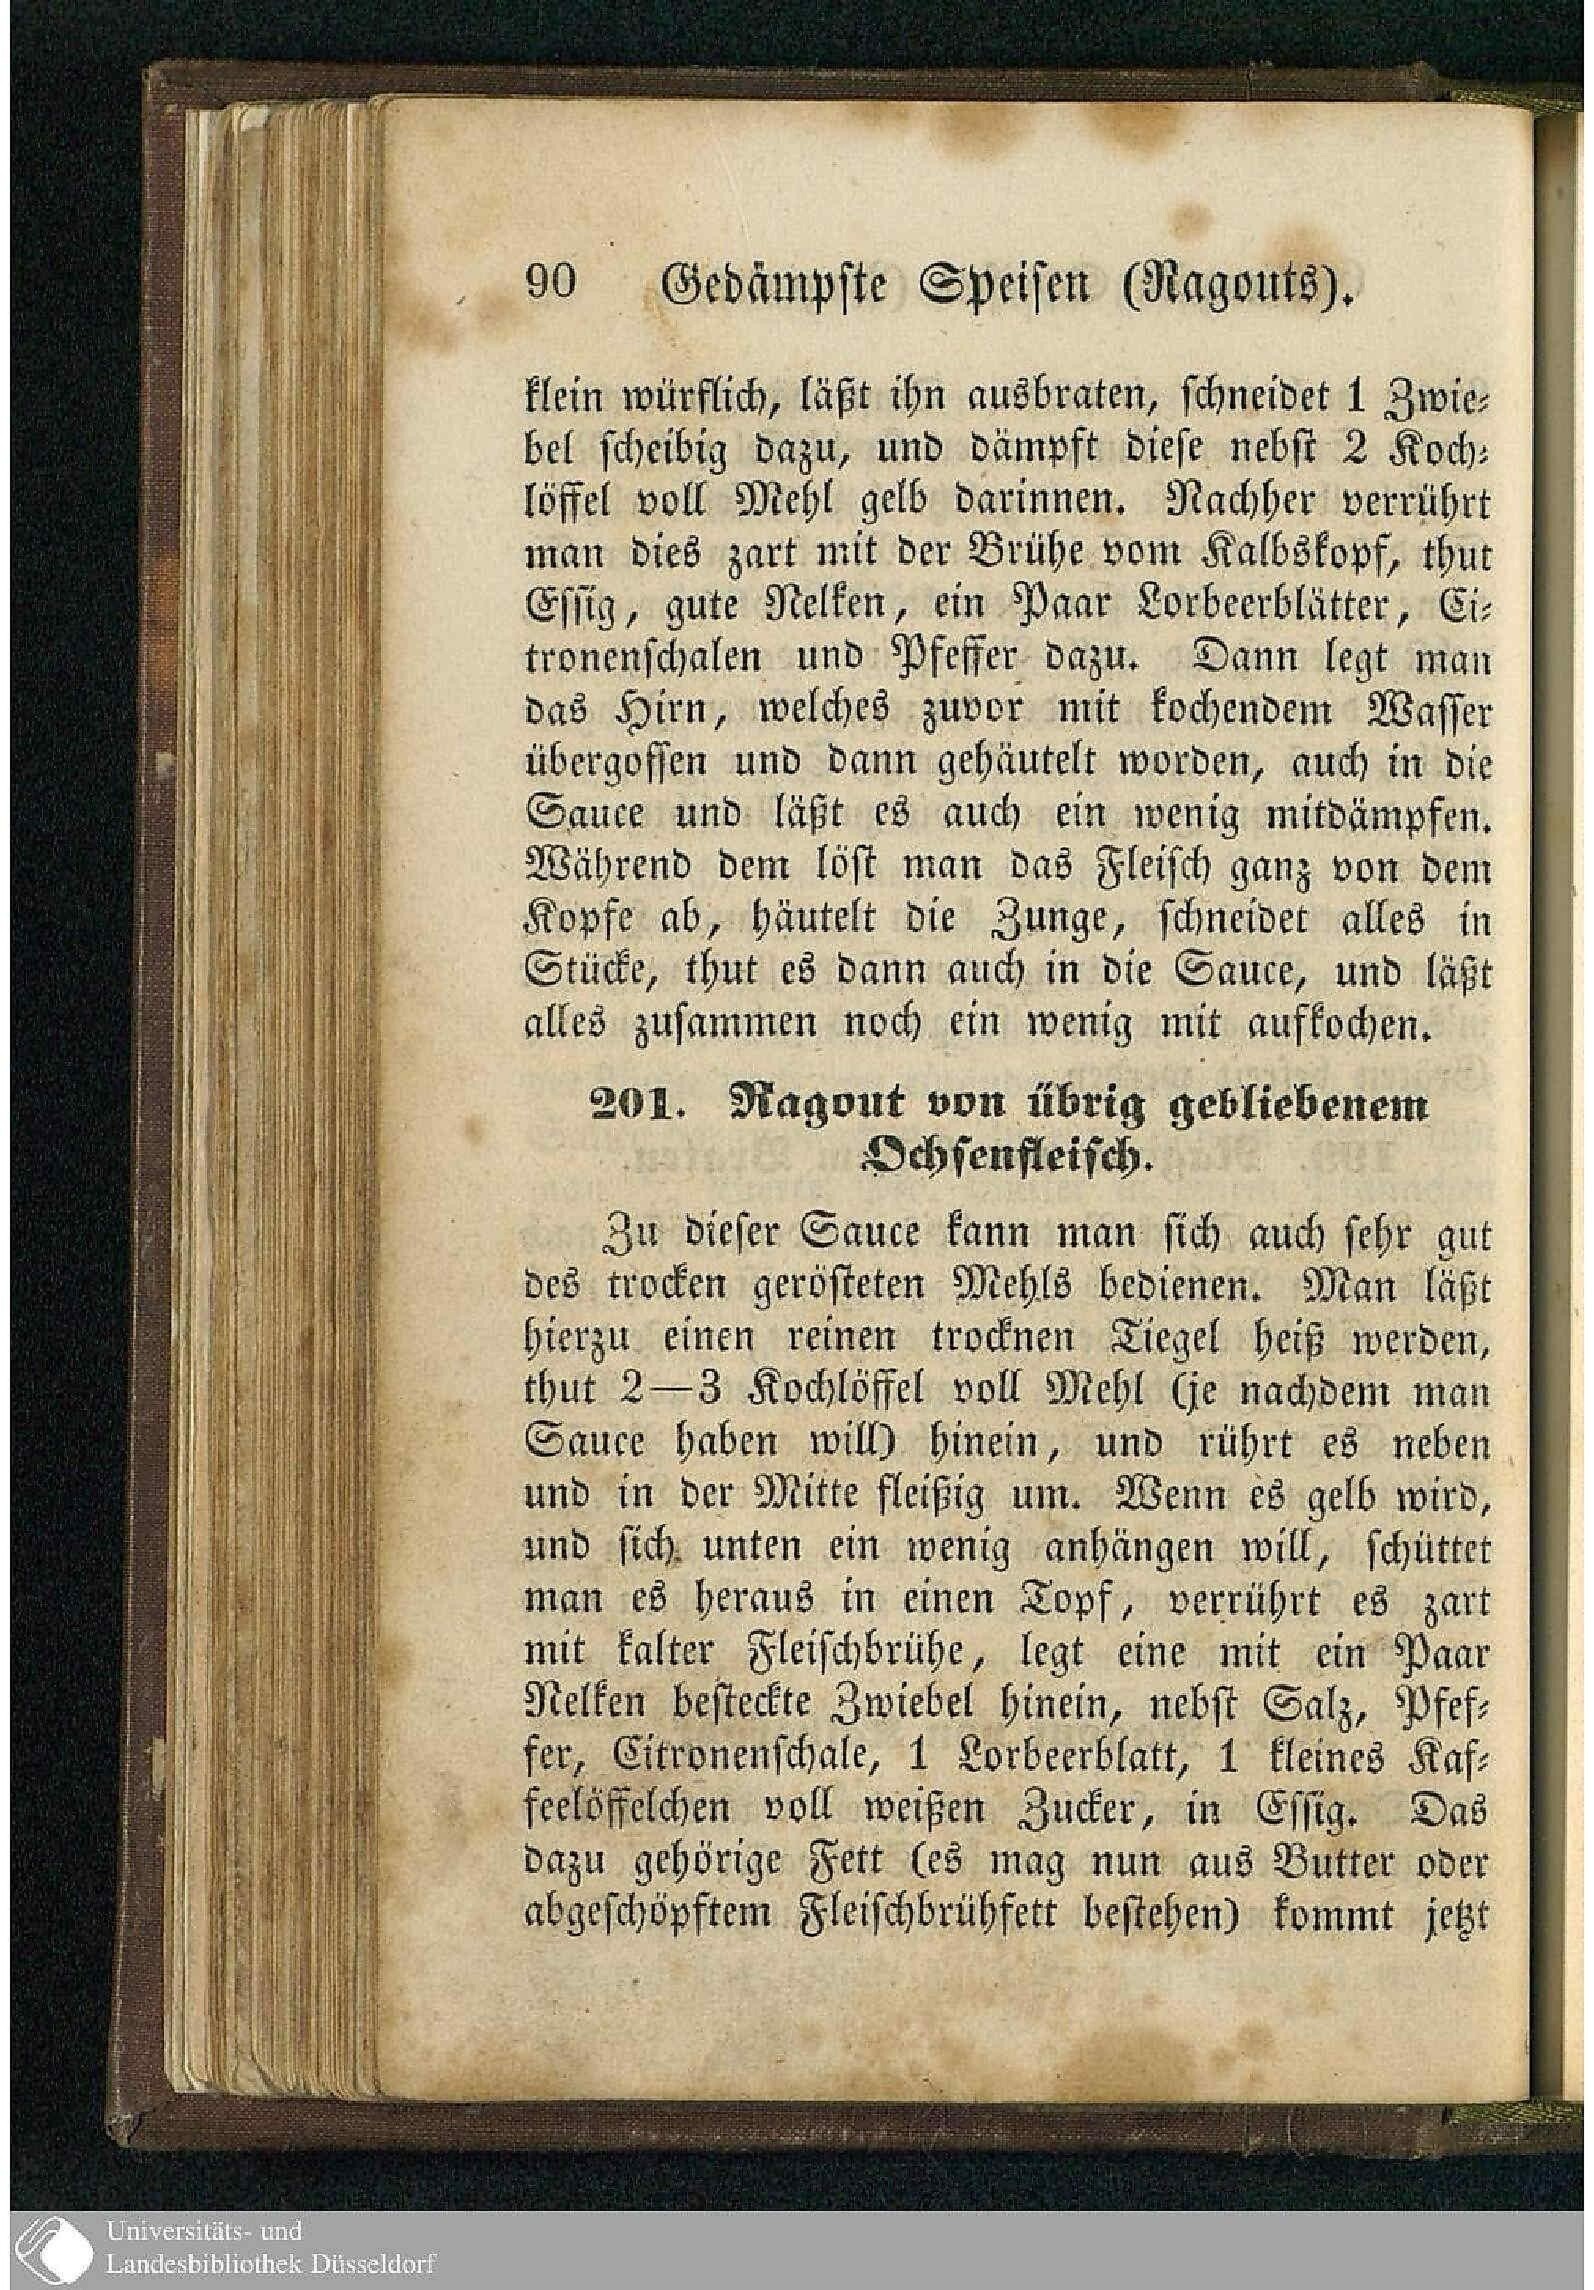 90 Gedämpfte Speisen (Ragouts).
klein würflich, läßt ihn ausbraten, schneidet 1 Zwie-
bel scheibig dazu, und dämpft diese nebst 2 Koch-
löffel voll Mehl gelb darinnen. Nachher verrührt
man dies zart mit der Brühe vom Kalbskopf, thut
Essig, gute Nelken, ein Paar Lorbeerblätter, Ci-
tronenschalen und Pfeffer dazu. Dann legt man
das Hirn, welches zuvor mit kochendem Wasser
übergossen und dann gehäutelt worden, auch in die
Sauce und läßt es auch ein wenig mitdämpfen.
Während dem löst man das Fleisch ganz von dem
Kopfe ab, häutelt die Zunge, schneidet alles in
Stücke, thut es dann auch in die Sauce, und läßt
alles zusammen noch ein wenig mit aufkochen.
201. Ragout von übrig gebliebenem
Ochsenfleisch.
Zu dieser Sauce kann man sich auch sehr gut
des trocken gerösteten Mehls bedienen. Man läßt
hierzu einen reinen trocknen Tiegel heiß werden,
thut 2—3 Kochlöffel voll Mehl (je nachdem man
Sauce haben will) hinein, und rührt es neben
und in der Mitte fleißig um. Wenn es gelb wird,
und sich unten ein wenig anhängen will, schüttet
man es heraus in einen Topf, verrührt es zart
mit kalter Fleischbrühe, legt eine mit ein Paar
Nelken besteckte Zwiebel hinein, nebst Salz, Pfef-
fer, Citronenschale, 1 Lorbeerblatt, 1 kleines Kaf-
feelöffelchen voll weißen Zucker, in Essig. Das
dazu gehörige Fett (es mag nun aus Butter oder
abgeschöpftem Fleischbrühfett bestehen) kommt jetzt
Universitäts- und
Landesbibliothek Düsseldorf